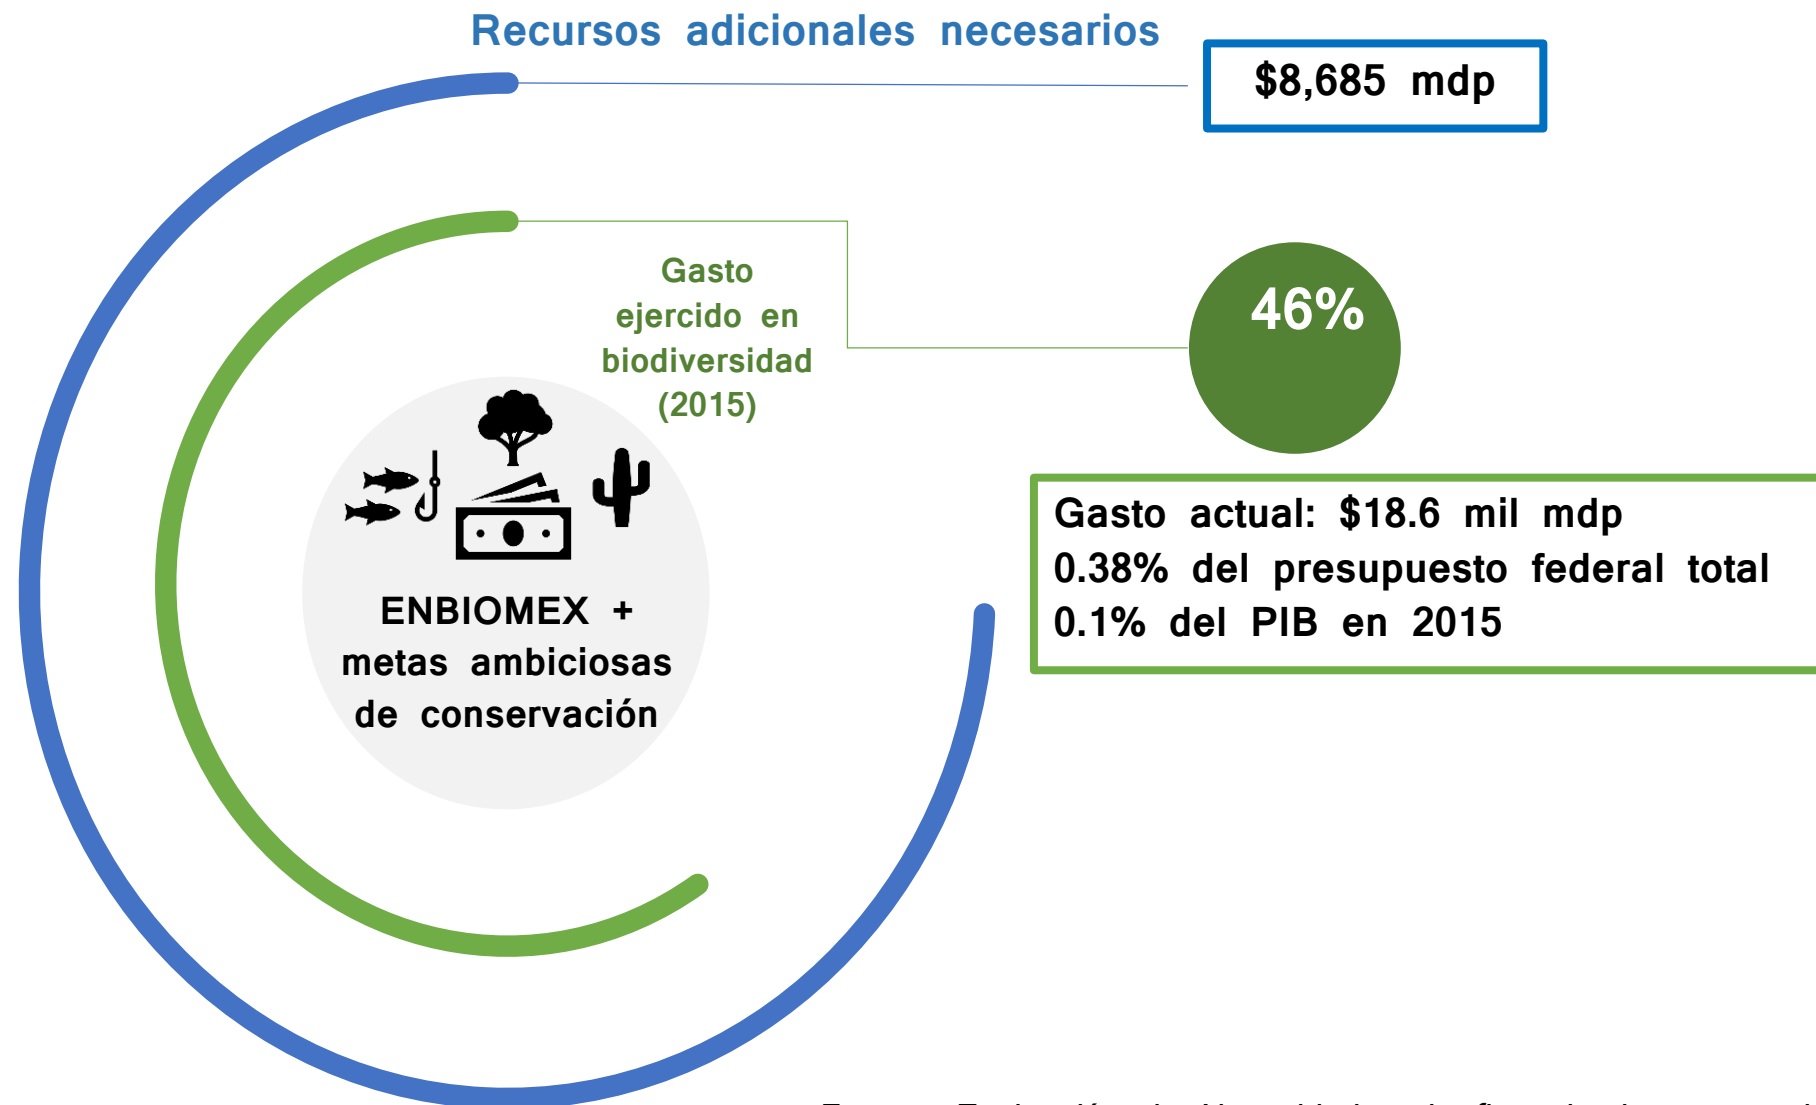 Recursos adicionales necesarios
$8,685 mdp
Gasto
ejercido en
biodiversidad
(2015)
46%
ENBIOMEX +
metas ambiciosas
de conservación
Gasto actual: $18.6 mil mdp
0.38% del presupuesto federal total
0.1% del PIB en 2015